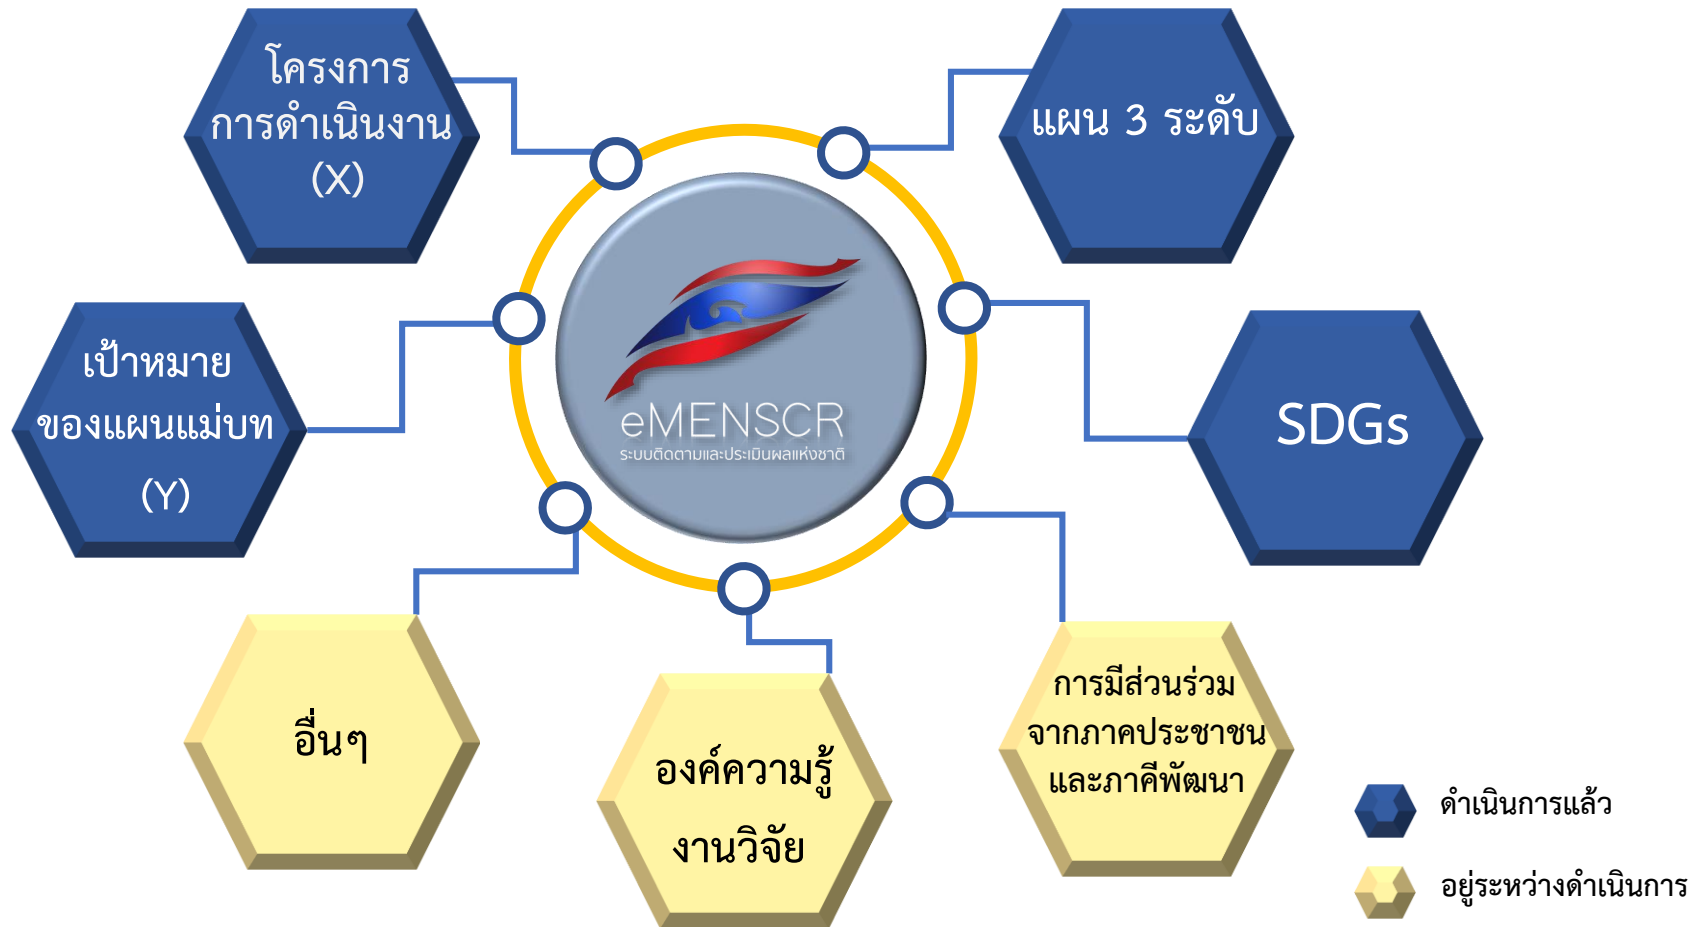 โครงการ
การดำเนินงาน
(X)
แผน 3 ระดับ
เป้าหมาย
ของแผนแม่บท
(Y)
eMENSCR
ระบบติดตามและประเมินผลแห่งชาติ
SDGs
อื่นๆ
องค์ความรู้
งานวิจัย
การมีส่วนร่วม
จากภาคประชาชน
และภาคีพัฒนา
ดำเนินการแล้ว
อยู่ระหว่างดำเนินการ